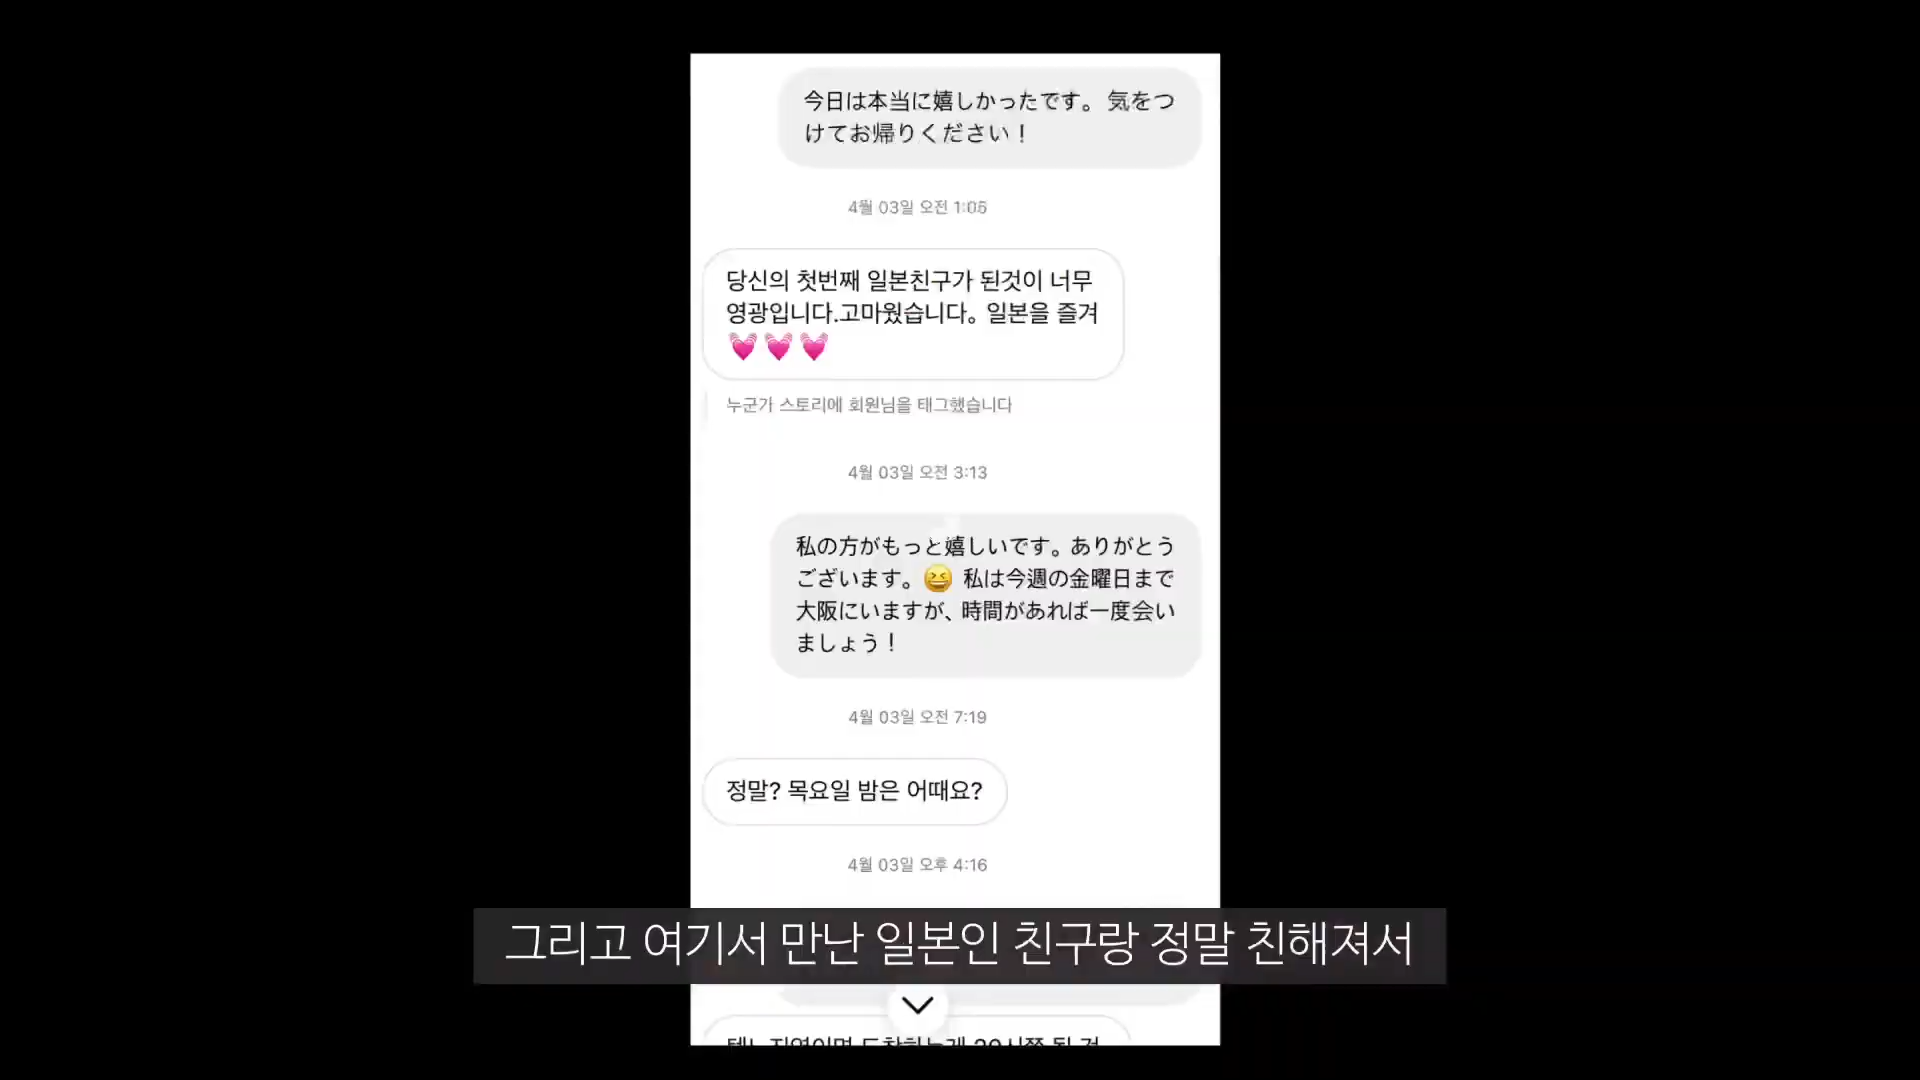 今日は本当に嬉しかったです。 気をつ
けてお帰りください！
4월 03일 오전 1:05
당신의 첫번째 일본친구가 된것이 너무
영광입니다.고마웠습니다。일본을 즐겨
💓 💓 💓
누군가 스토리에 회원님을 태그했습니다
4월 03일 오전 3:13
私の方がもっと嬉しいです。ありがとう
ございます。😆 私は今週の金曜日まで
大阪にいますが、時間があれば一度会い
ましょう！
4월 03일 오전 7:19
정말? 목요일 밤은 어때요?
4월 03일 오후 4:16
그리고 여기서 만난 일본인 친구랑 정말 친해져서